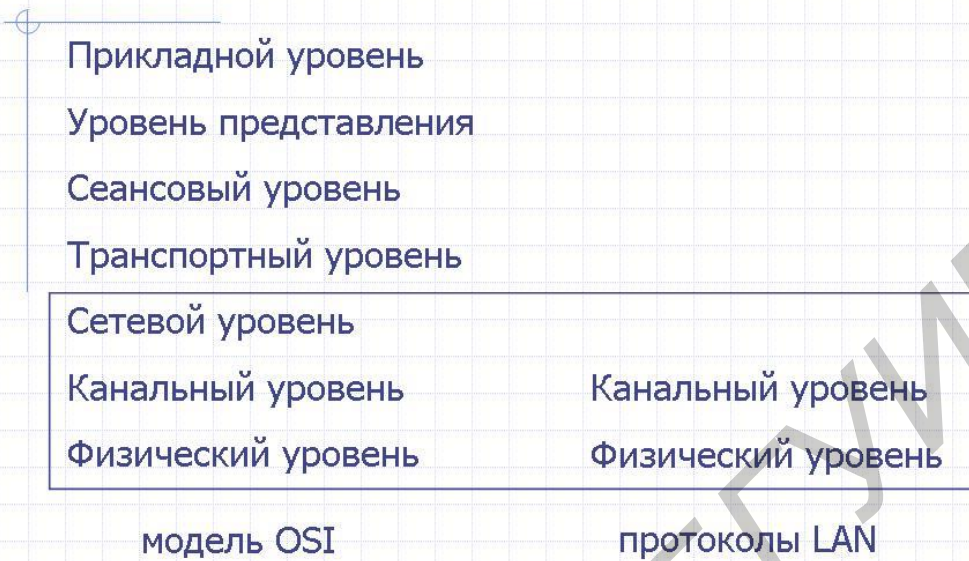 Прикладной уровень
Уровень представления
Сеансовый уровень
Транспортный уровень
Сетевой уровень
Канальный уровень Канальный уровень
Физический уровень Физический уровень
модель OSI протоколы LAN